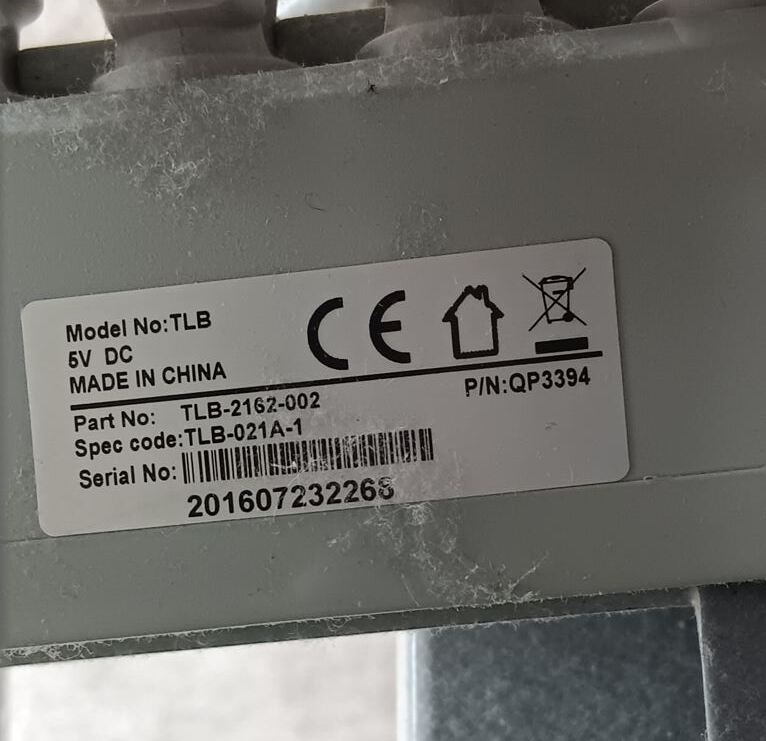 Model No:TLB
5V DC
MADE IN CHINA
CE
P/N:QP3394
Part No: TLB-2162-002
Spec code:TLB-021A-1
Serial No:
201607232268